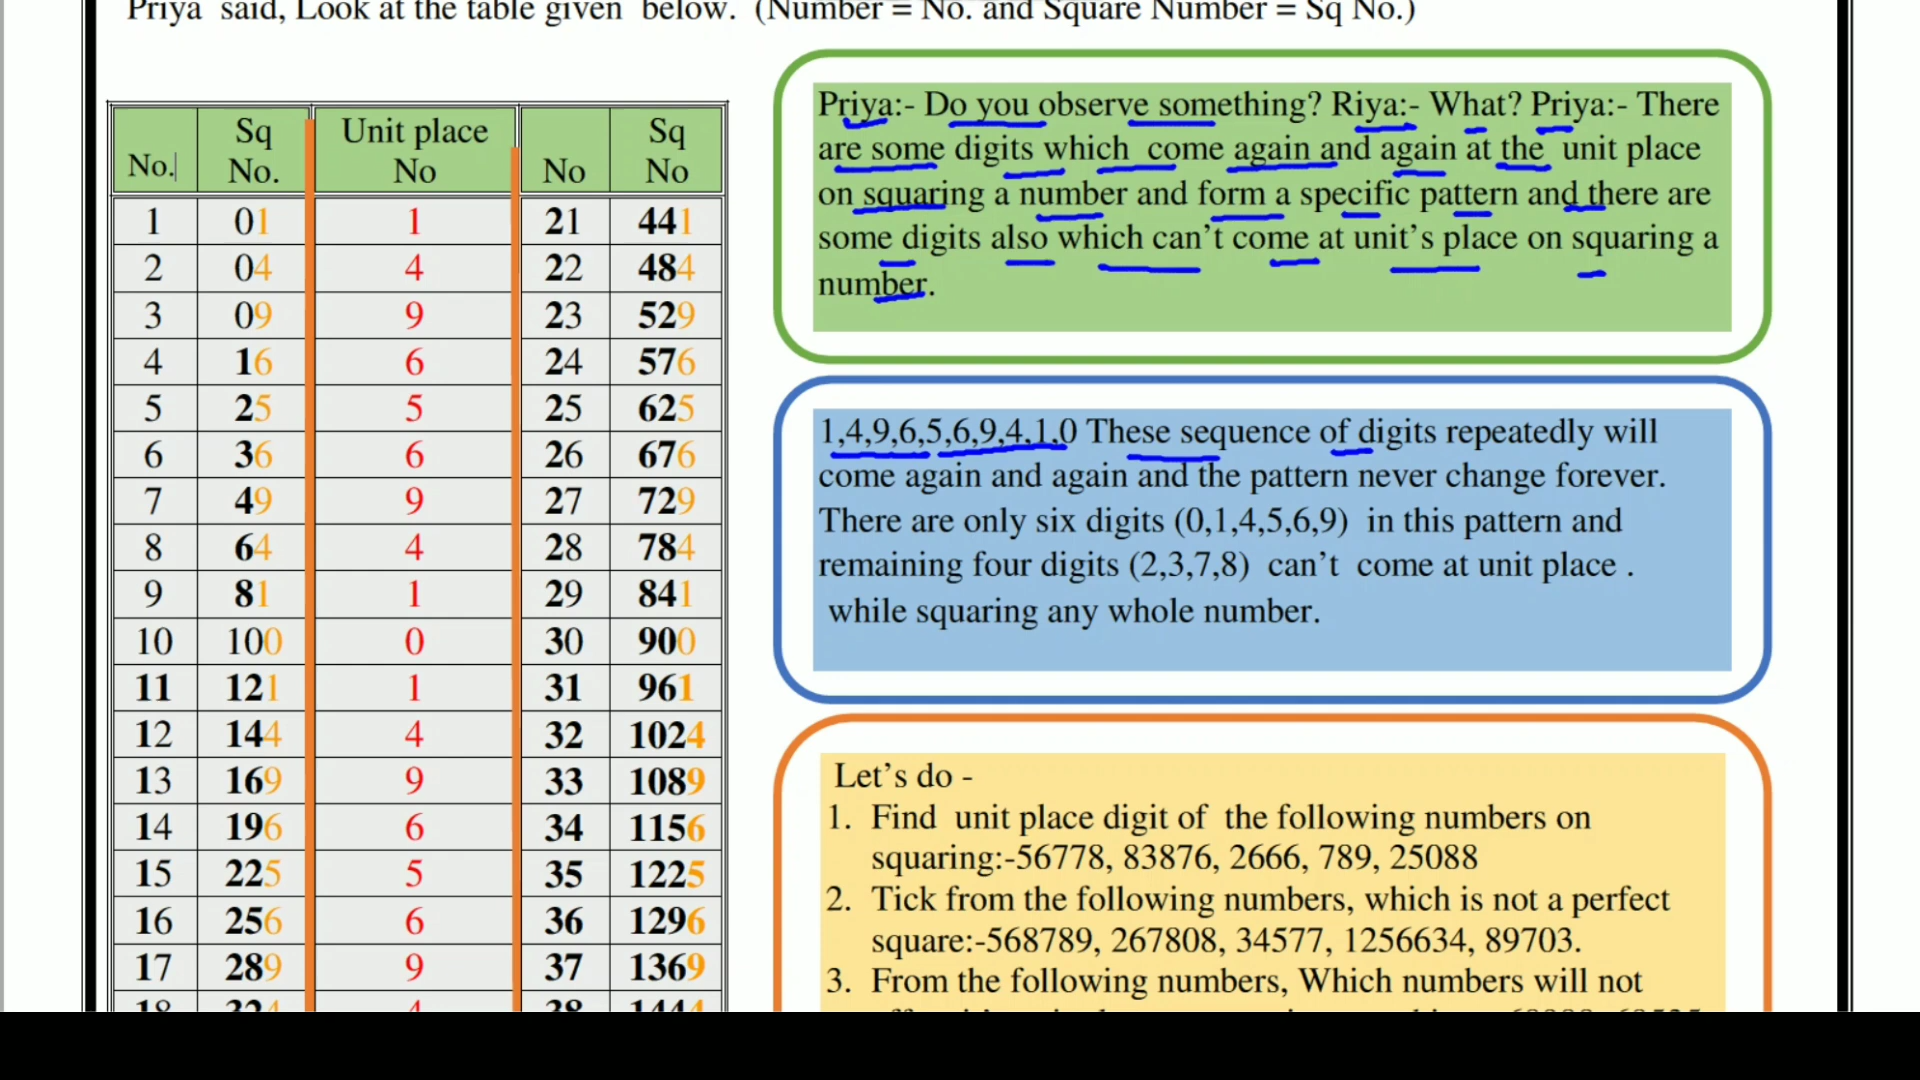 Priya said, Look at the table given below. (Number = No. and Square Number = Sq No.)
No. Sq No. Unit place No No Sq No
1 01 1 21 441
2 04 4 22 484
3 09 9 23 529
4 16 6 24 576
5 25 5 25 625
6 36 6 26 676
7 49 9 27 729
8 64 4 28 784
9 81 1 29 841
10 100 0 30 900
11 121 1 31 961
12 144 4 32 1024
13 169 9 33 1089
14 196 6 34 1156
15 225 5 35 1225
16 256 6 36 1296
17 289 9 37 1369
18 324 4 38 1444
Priya:- Do you observe something? Riya:- What? Priya:- There
are some digits which come again and again at the unit place
on squaring a number and form a specific pattern and there are
some digits also which can't come at unit's place on squaring a
number.
1,4,9,6,5,6,9,4,1,0 These sequence of digits repeatedly will
come again and again and the pattern never change forever.
There are only six digits (0,1,4,5,6,9) in this pattern and
remaining four digits (2,3,7,8) can't come at unit place .
while squaring any whole number.
Let's do -
1. Find unit place digit of the following numbers on
squaring:-56778, 83876, 2666, 789, 25088
2. Tick from the following numbers, which is not a perfect
square:-568789, 267808, 34577, 1256634, 89703.
3. From the following numbers, Which numbers will not